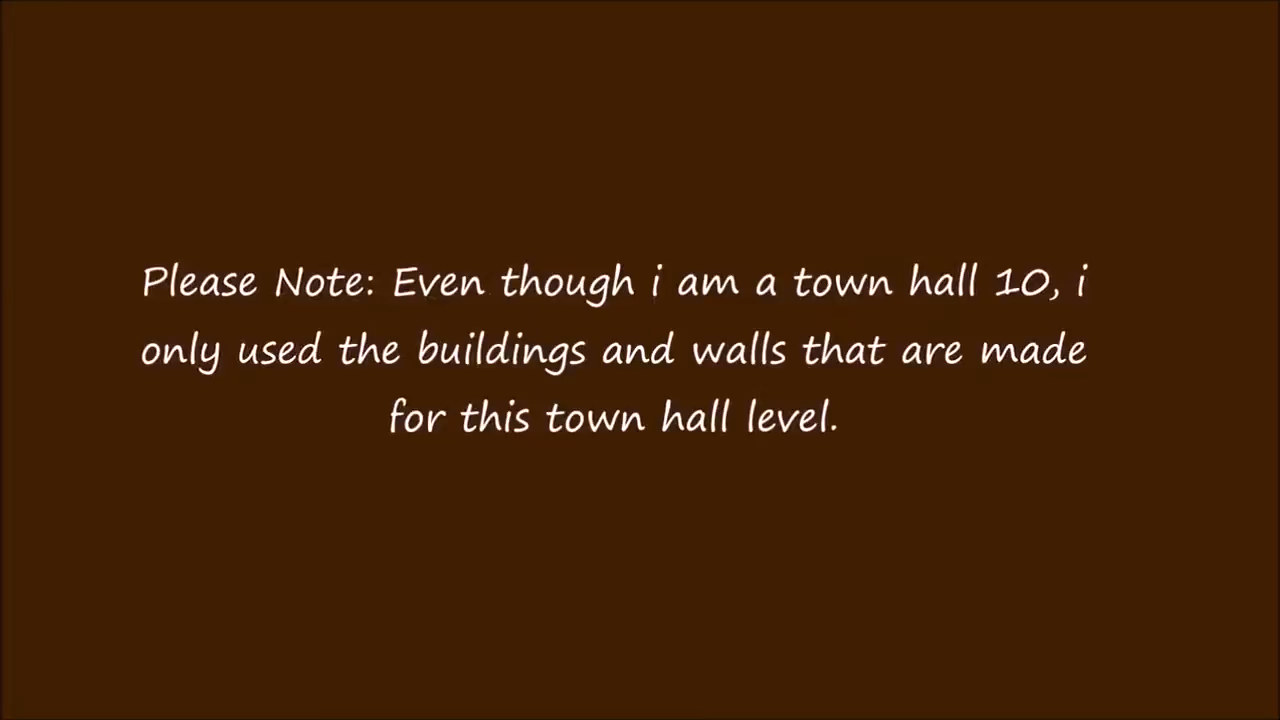 Please Note: Even though i am a town hall 10, i
only used the buildings and walls that are made
for this town hall level.